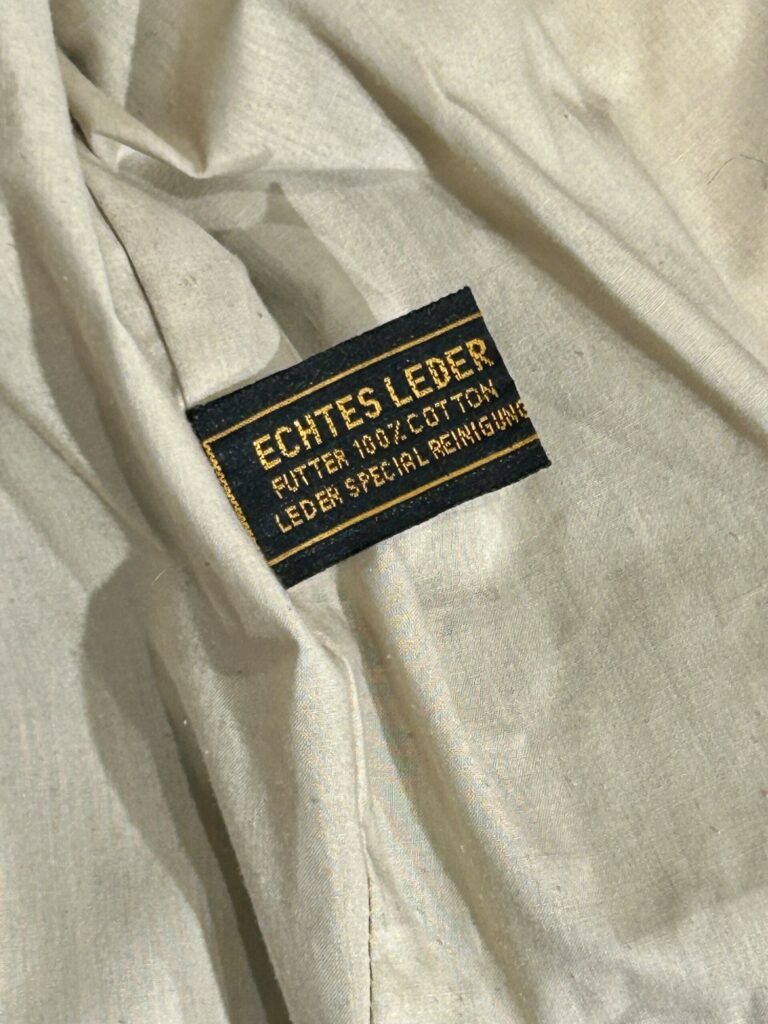 ECHTES LEDER
FUTTER 100% COTTON
LEDER SPECIAL REINIGUNG